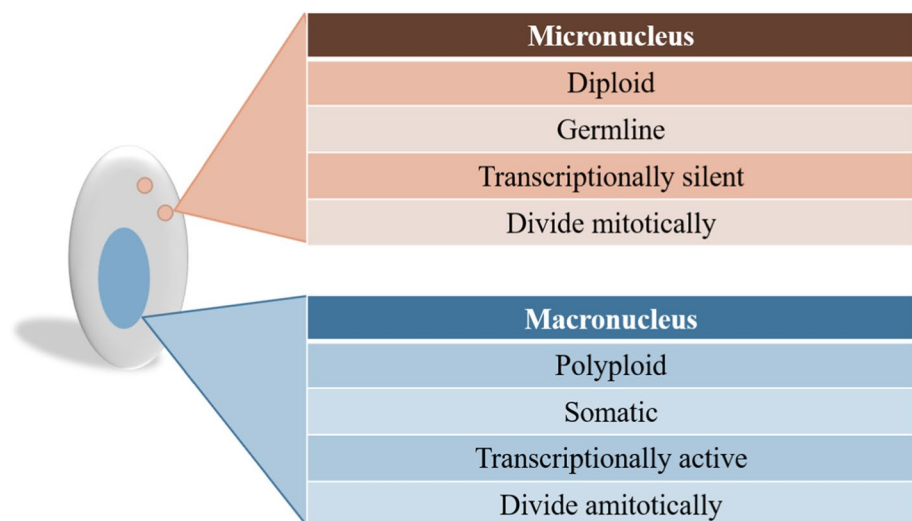 Micronucleus
Diploid
Germline
Transcriptionally silent
Divide mitotically
Macronucleus
Polyploid
Somatic
Transcriptionally active
Divide amitotically